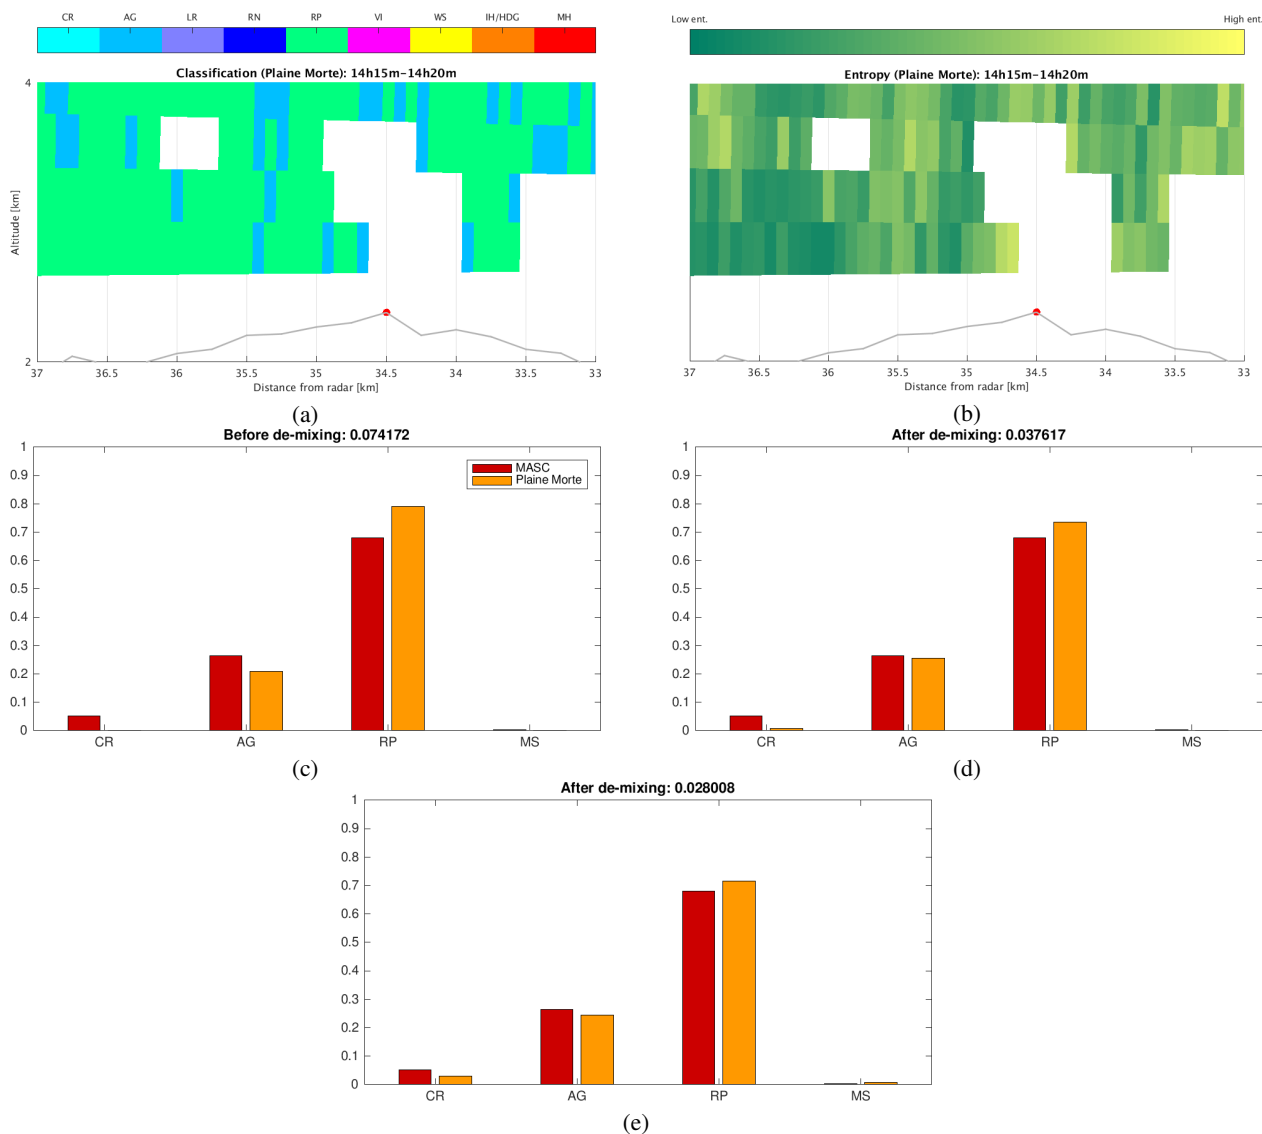 CR AG LR RN RP VI WS IH/HDG MH
Classification (Plaine Morte): 14h15m-14h20m
4
Altitude [km]
2
37 36.5 36 35.5 35 34.5 34 33.5 33
Distance from radar [km]
(a)
Low ent. High ent.
Entropy (Plaine Morte): 14h15m-14h20m
37 36.5 36 35.5 35 34.5 34 33.5 33
Distance from radar [km]
(b)
Before de-mixing: 0.074172
1
0.9
0.8
0.7
0.6
0.5
0.4
0.3
0.2
0.1
0
MASC
Plaine Morte
CR AG RP MS
(c)
After de-mixing: 0.037617
1
0.9
0.8
0.7
0.6
0.5
0.4
0.3
0.2
0.1
0
CR AG RP MS
(d)
After de-mixing: 0.028008
1
0.9
0.8
0.7
0.6
0.5
0.4
0.3
0.2
0.1
0
CR AG RP MS
(e)